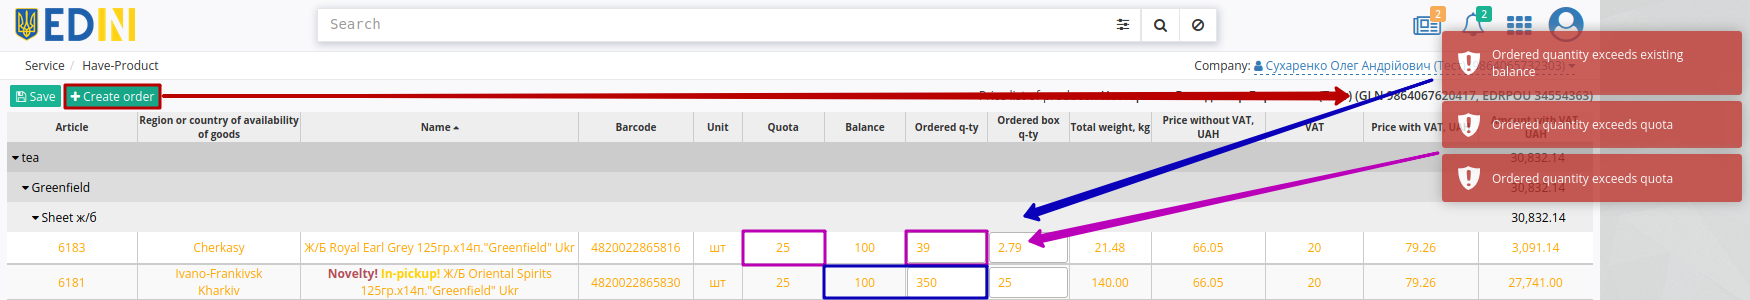 EDIN
Search
2
2
Service / Have-Product
Company: Сухаренко Олег Андрійович
Ordered quantity exceeds existing
balance
Save
Create order
(GLN 9864067620417, EDRPOU 34554363)
Ordered quantity exceeds quota
Ordered quantity exceeds quota
Article
Region or country of availability
of goods
Name
Barcode
Unit
Quota
Balance
Ordered q-ty
Ordered box
q-ty
Total weight, kg
Price without VAT,
UAH
VAT
Price with VAT,
Amount with VAT,
UAH
tea
30,832.14
Greenfield
30,832.14
Sheet ж/б
30,832.14
6183 Cherkasy Ж/Б Royal Earl Grey 125гр.х14п."Greenfield" Ukr 4820022865816 шт 25 100 39 2.79 21.48 66.05 20 79.26 3,091.14
6181
Ivano-Frankivsk
Kharkiv
Novelty! In-pickup! Ж/Б Oriental Spirits
125гр.х14п."Greenfield" Ukr
4820022865830 шт 25 100 350 25 140.00 66.05 20 79.26 27,741.00